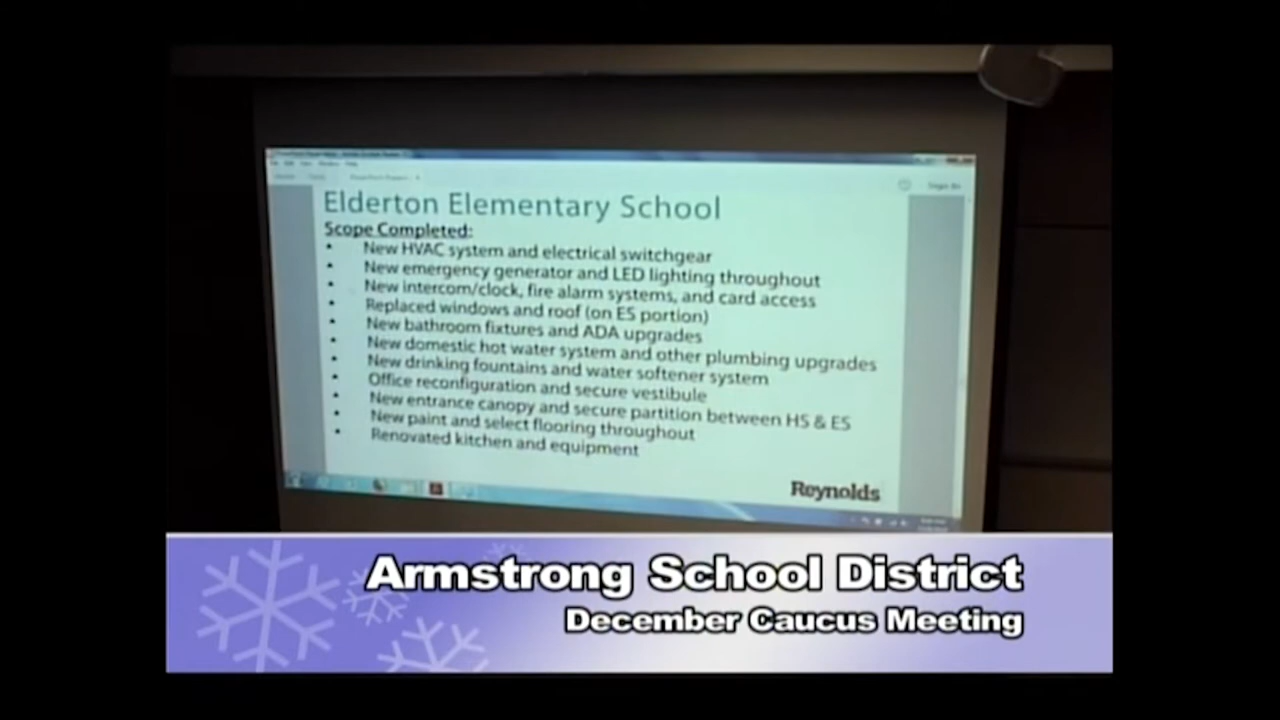 Elderton Elementary School
Scope Completed:
• New HVAC system and electrical switchgear
• New emergency generator and LED lighting throughout
• New intercom/clock, fire alarm systems, and card access
• Replaced windows and roof (on ES portion)
• New bathroom fixtures and ADA upgrades
• New domestic hot water system and other plumbing upgrades
• New drinking fountains and water softener system
• Office reconfiguration and secure vestibule
• New entrance canopy and secure partition between HS & ES
• New paint and select flooring throughout
• Renovated kitchen and equipment
Reynolds
Armstrong School District
December Caucus Meeting